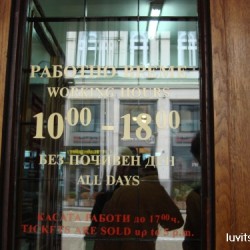 РАБОТНО ВРЕМЕ
WORKING HOURS
10⁰⁰ - 18⁰⁰
БЕЗ ПОЧИВЕН ДЕН
ALL DAYS
КАСАТА РАБОТИ до 17⁰⁰ч.
TICKETS ARE SOLD up to 5 p.m.
luvits